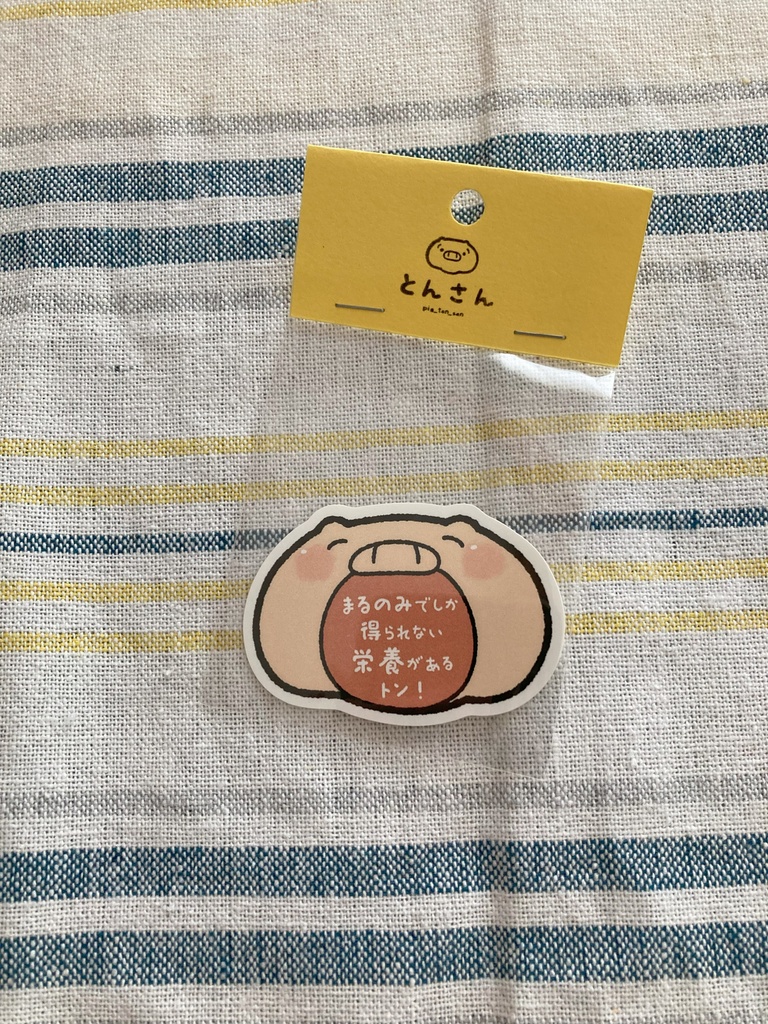 とんさん
pig_ton_san
まるのみでしか
得られない
栄養がある
トン！